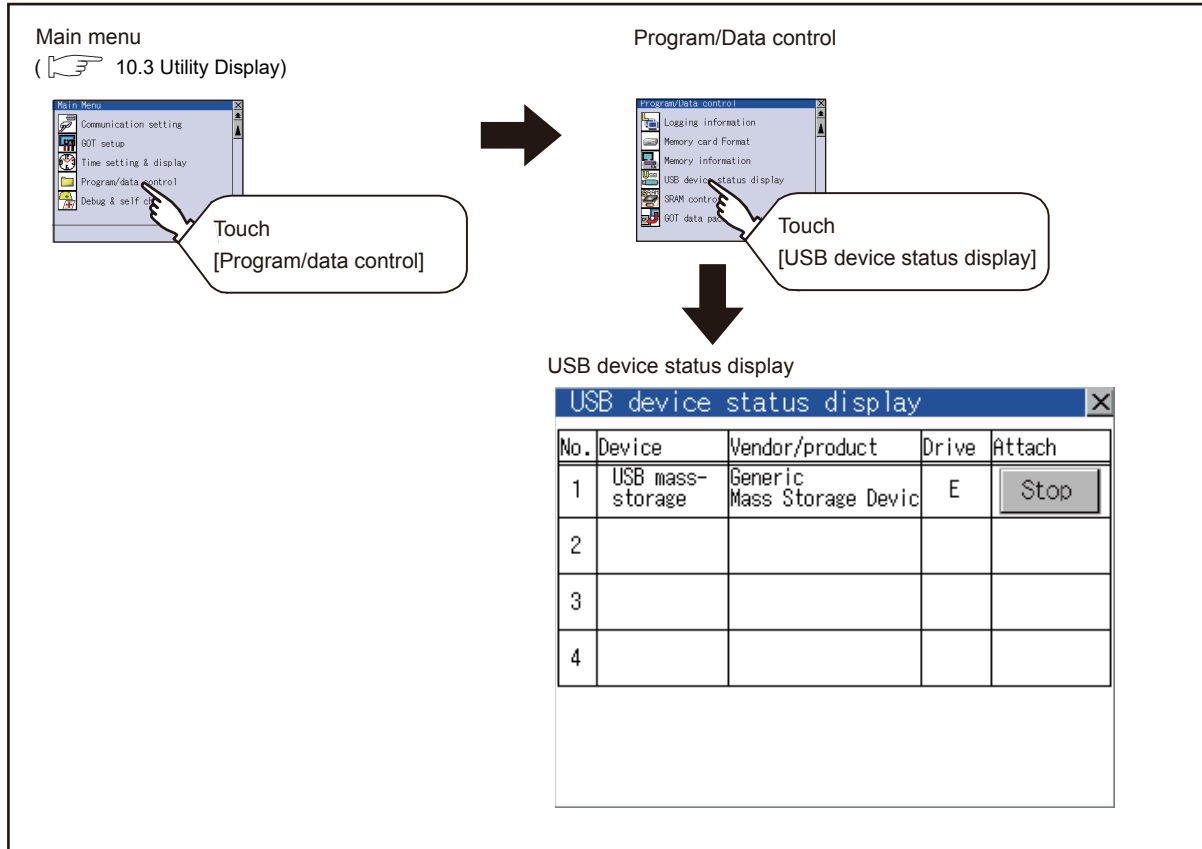 Main menu
( 10.3 Utility Display)
Main Menu
Communication setting
GOT setup
Time setting & display
Program/data control
Debug & self
Touch
[Program/data control]
Program/Data control
Program/Data control
Logging information
Memory card Format
Memory information
USB device status display
SRAM contro
GOT data pac
Touch
[USB device status display]
USB device status display
USB device status display
No. Device Vendor/product Drive Attach
1 USB mass- Generic E Stop
storage Mass Storage Devic
2
3
4